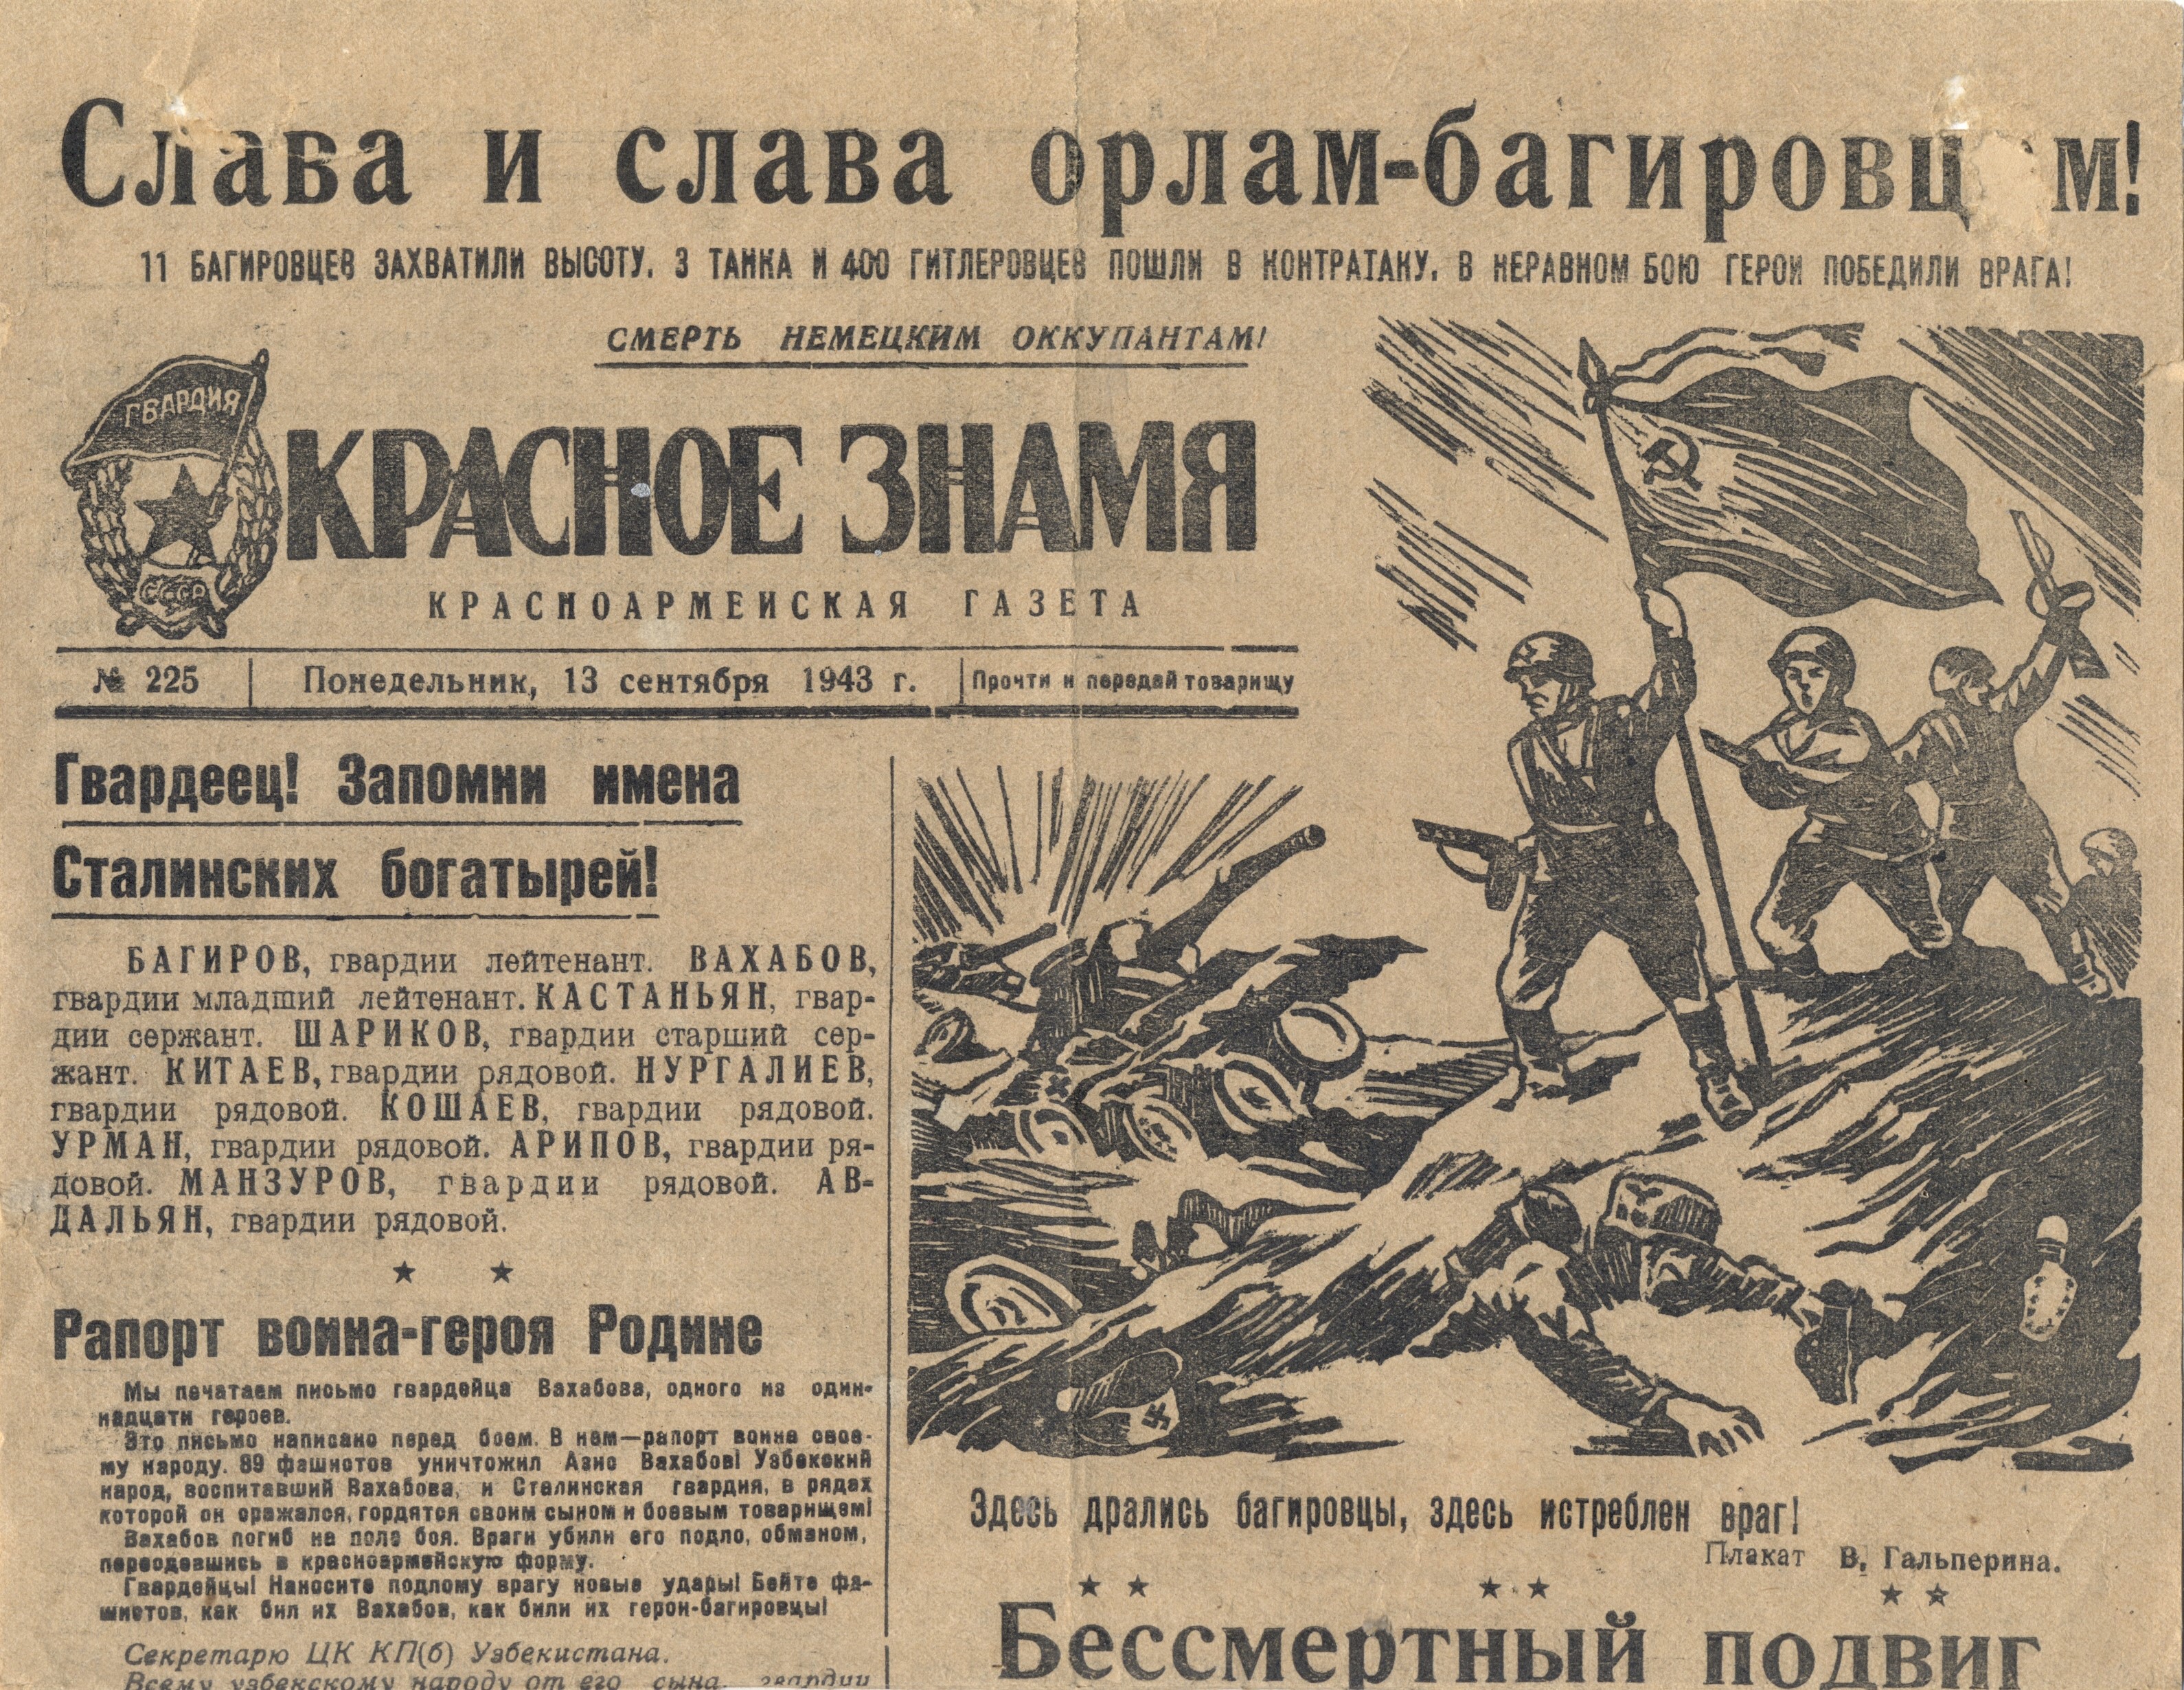 Слава и слава орлам-багировцам!
11 БАГИРОВЦЕВ ЗАХВАТИЛИ ВЫСОТУ. 3 ТАНКА И 400 ГИТЛЕРОВЦЕВ ПОШЛИ В КОНТРАТАКУ. В НЕРАВНОМ БОЮ ГЕРОИ ПОБЕДИЛИ ВРАГА!
СМЕРТЬ НЕМЕЦКИМ ОККУПАНТАМ!
ГВАРДИЯ
СССР
КРАСНОЕ ЗНАМЯ
КРАСНОАРМЕЙСКАЯ ГАЗЕТА
№ 225 Понедельник, 13 сентября 1943 г. Прочти и передай товарищу
Гвардеец! Запомни имена
Сталинских богатырей!
БАГИРОВ, гвардии лейтенант. ВАХАБОВ,
гвардии младший лейтенант. КАСТАНЬЯН, гвар-
дии сержант. ШАРИКОВ, гвардии старший сер-
жант. КИТАЕВ, гвардии рядовой. НУРГАЛИЕВ,
гвардии рядовой. КОШАЕВ, гвардии рядовой.
УРМАН, гвардии рядовой. АРИПОВ, гвардии ря-
довой. МАНЗУРОВ, гвардии рядовой. АВ-
ДАЛЬЯН, гвардии рядовой.
Рапорт воина-героя Родине
Мы печатаем письмо гвардейца Вахабова, одного из один-
надцати героев.
Это письмо написано перед боем. В нем—рапорт воина свое-
му народу. 89 фашистов уничтожил Азис Вахабов! Узбекский
народ, воспитавший Вахабова, и Сталинская гвардия, в рядах
которой он сражался, гордятся своим сыном и боевым товарищем!
Вахабов погиб на поле боя. Враги убили его подло, обманом,
переодевшись в красноармейскую форму.
Гвардейцы! Наносите подлому врагу новые удары! Бейте фа-
шистов, как бил их Вахабов, как били их герои-багировцы!
Секретарю ЦК КП(б) Узбекистана.
Всему узбекскому народу от его сына, гвардии
Здесь дрались багировцы, здесь истреблен враг!
Плакат В. Гальперина.
Бессмертный подвиг